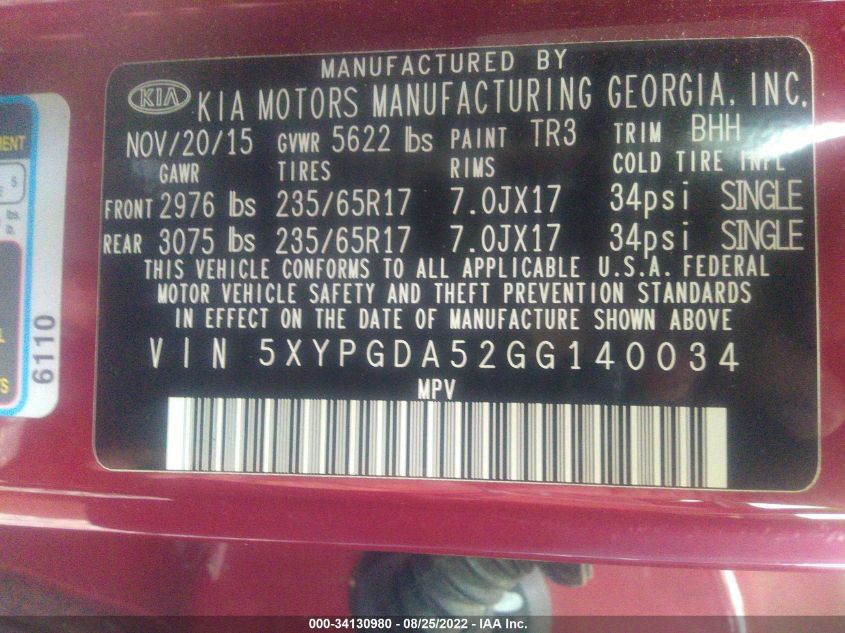 MANUFACTURED BY
KIA KIA MOTORS MANUFACTURING GEORGIA, INC.
NOV/20/15 GVWR 5622 lbs PAINT TR3 TRIM BHH
GAWR TIRES RIMS COLD TIRE INFL
FRONT 2976 lbs 235/65R17 7.0JX17 34psi SINGLE
REAR 3075 lbs 235/65R17 7.0JX17 34psi SINGLE
THIS VEHICLE CONFORMS TO ALL APPLICABLE U.S.A. FEDERAL
MOTOR VEHICLE SAFETY AND THEFT PREVENTION STANDARDS
IN EFFECT ON THE DATE OF MANUFACTURE SHOWN ABOVE
VIN 5XYPGDA52GG140034
MPV
5
lbs.
6110
000-34130980 - 08/25/2022 - IAA Inc.